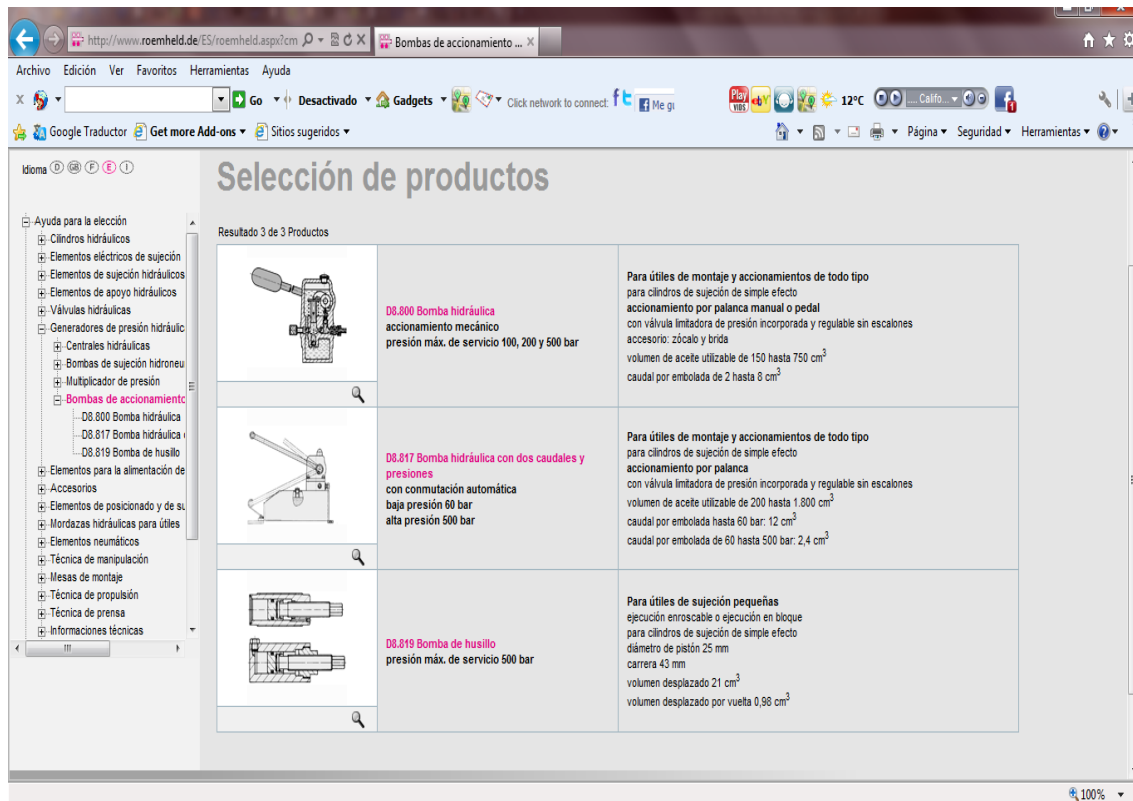 http://www.roemheld.de/ES/roemheld.aspx?cm
Bombas de accionamiento ...
Archivo Edición Ver Favoritos Herramientas Ayuda
Go Desactivado Gadgets Click network to connect: Me gu 12°C .... Califo...
Google Traductor Get more Add-ons Sitios sugeridos Página Seguridad Herramientas
Idioma D GB F E I
Selección de productos
Resultado 3 de 3 Productos
Ayuda para la elección
Cilindros hidráulicos
Elementos eléctricos de sujeción
Elementos de sujeción hidráulicos
Elementos de apoyo hidráulicos
Válvulas hidráulicas
Generadores de presión hidráulic
Centrales hidráulicas
Bombas de sujeción hidroneu
Multiplicador de presión
Bombas de accionamiento
D8.800 Bomba hidráulica
D8.817 Bomba hidráulica
D8.819 Bomba de husillo
Elementos para la alimentación de
Accesorios
Elementos de posicionado y de su
Mordazas hidráulicas para útiles
Elementos neumáticos
Técnica de manipulación
Mesas de montaje
Técnica de propulsión
Técnica de prensa
Informaciones técnicas
D8.800 Bomba hidráulica
accionamiento mecánico
presión máx. de servicio 100, 200 y 500 bar
Para útiles de montaje y accionamientos de todo tipo
para cilindros de sujeción de simple efecto
accionamiento por palanca manual o pedal
con válvula limitadora de presión incorporada y regulable sin escalones
accesorio: zócalo y brida
volumen de aceite utilizable de 150 hasta 750 cm³
caudal por embolada de 2 hasta 8 cm³
D8.817 Bomba hidráulica con dos caudales y
presiones
con conmutación automática
baja presión 60 bar
alta presión 500 bar
Para útiles de montaje y accionamientos de todo tipo
para cilindros de sujeción de simple efecto
accionamiento por palanca
con válvula limitadora de presión incorporada y regulable sin escalones
volumen de aceite utilizable de 200 hasta 1.800 cm³
caudal por embolada hasta 60 bar: 12 cm³
caudal por embolada de 60 hasta 500 bar: 2,4 cm³
D8.819 Bomba de husillo
presión máx. de servicio 500 bar
Para útiles de sujeción pequeñas
ejecución enroscable o ejecución en bloque
para cilindros de sujeción de simple efecto
diámetro de pistón 25 mm
carrera 43 mm
volumen desplazado 21 cm³
volumen desplazado por vuelta 0,98 cm³
100%